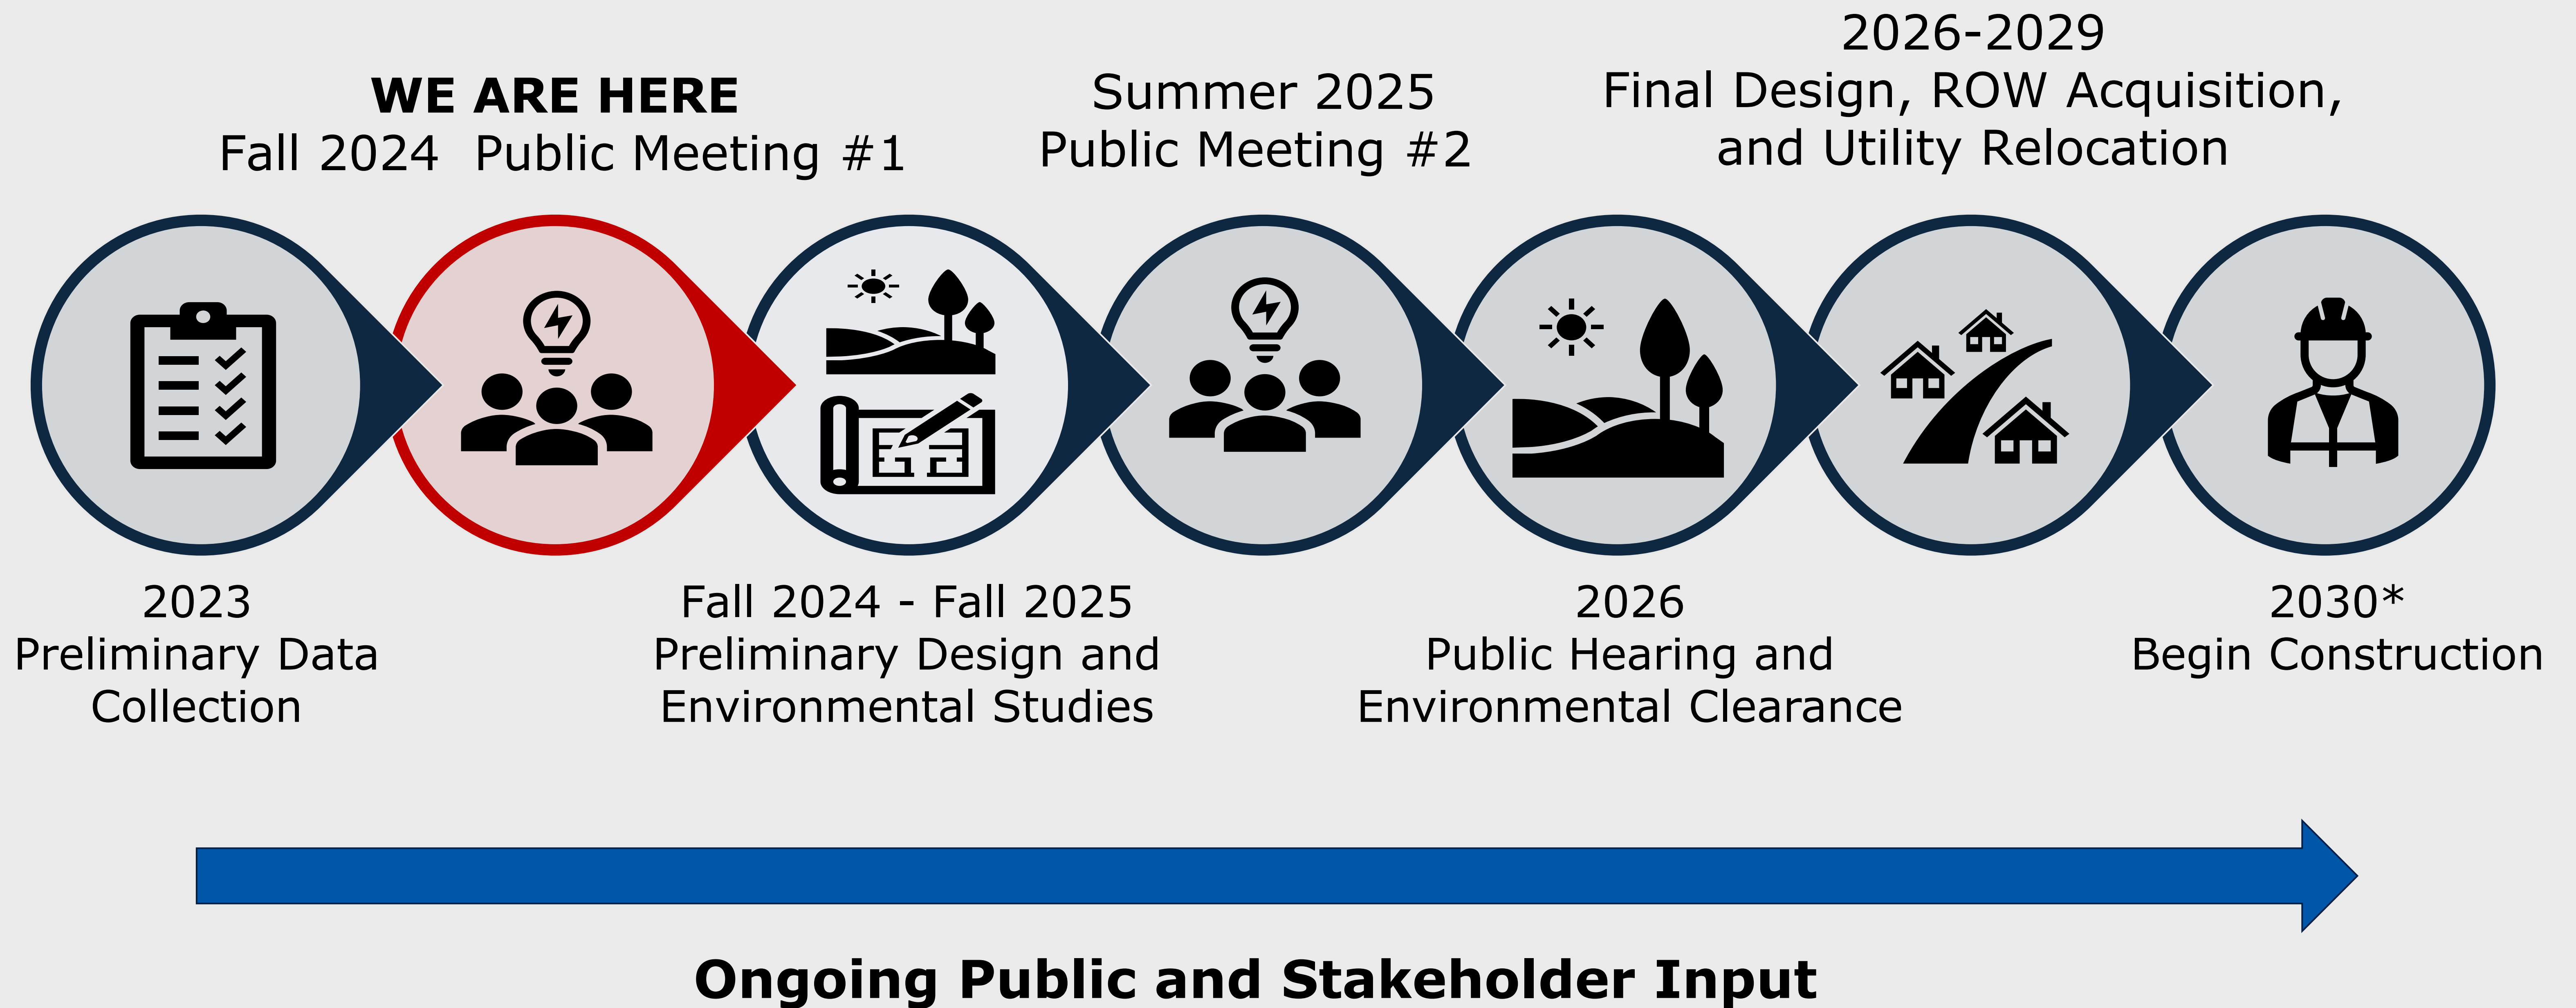 2023
Preliminary Data
Collection
WE ARE HERE
Fall 2024  Public Meeting #1
Fall 2024 - Fall 2025
Preliminary Design and
Environmental Studies
Summer 2025
Public Meeting #2
2026
Public Hearing and
Environmental Clearance
2026-2029
Final Design, ROW Acquisition,
and Utility Relocation
2030*
Begin Construction
Ongoing Public and Stakeholder Input